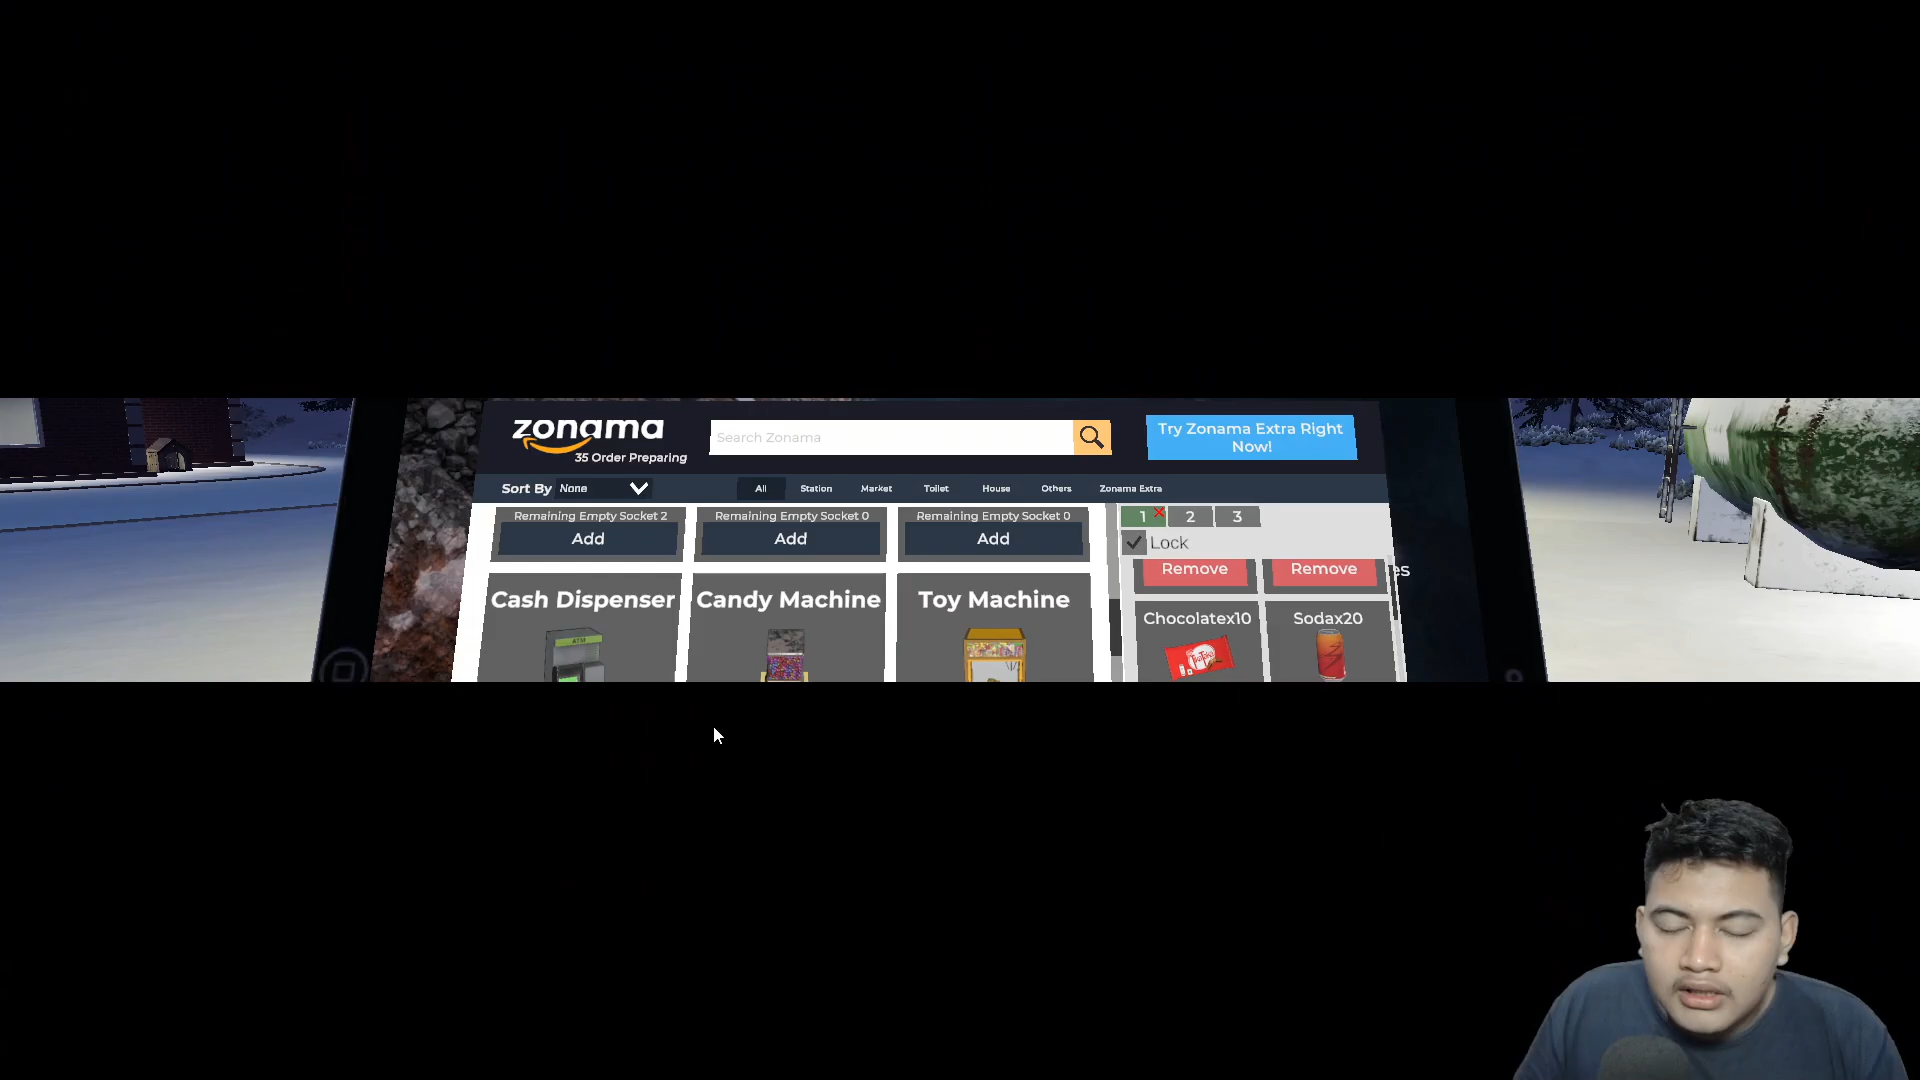 zonama
35 Order Preparing
Search Zonama
Try Zonama Extra Right
Now!
Sort By None
All Station Market Toilet House Others Zonama Extra
Remaining Empty Socket 2
Add
Remaining Empty Socket 0
Add
Remaining Empty Socket 0
Add
Cash Dispenser
Candy Machine
Toy Machine
1 2 3
Lock
Remove
Remove
es
Chocolatex10
Sodax20